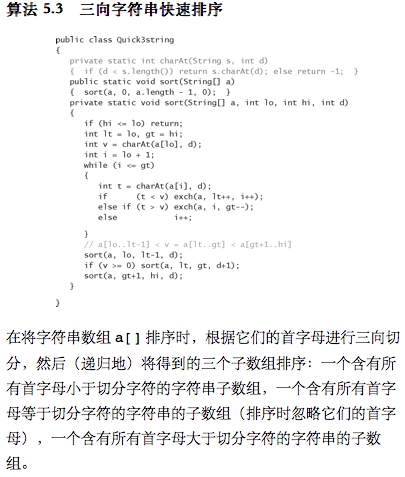 算法 5.3 三向字符串快速排序
public class Quick3string
{
private static int charAt(String s, int d)
{ if (d < s.length()) return s.charAt(d); else return -1; }
public static void sort(String[] a)
{ sort(a, 0, a.length - 1, 0); }
private static void sort(String[] a, int lo, int hi, int d)
{
if (hi <= lo) return;
int lt = lo, gt = hi;
int v = charAt(a[lo], d);
int i = lo + 1;
while (i <= gt)
{
int t = charAt(a[i], d);
if (t < v) exch(a, lt++, i++);
else if (t > v) exch(a, i, gt--);
else i++;
}
// a[lo..lt-1] < v = a[lt..gt] < a[gt+1..hi]
sort(a, lo, lt-1, d);
if (v >= 0) sort(a, lt, gt, d+1);
sort(a, gt+1, hi, d);
}
}
在将字符串数组 a[] 排序时，根据它们的首字母进行三向切
分，然后（递归地）将得到的三个子数组排序：一个含有所
有首字母小于切分字符的字符串子数组，一个含有所有首字
母等于切分字符的字符串的子数组（排序时忽略它们的首字
母），一个含有所有首字母大于切分字符的字符串的子数
组。